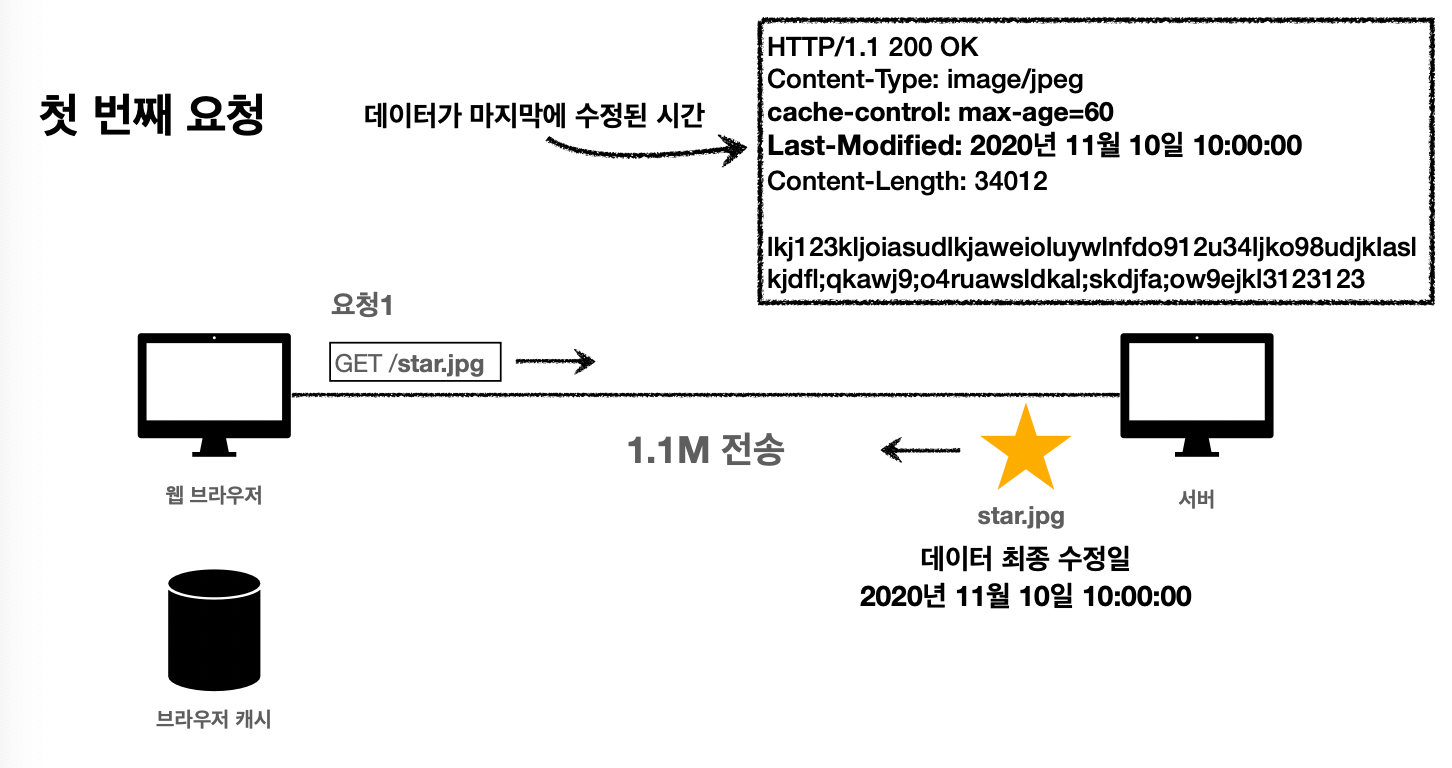 첫 번째 요청
데이터가 마지막에 수정된 시간
HTTP/1.1 200 OK
Content-Type: image/jpeg
cache-control: max-age=60
Last-Modified: 2020년 11월 10일 10:00:00
Content-Length: 34012
lkj123kljoiasudlkjaweioluywlnfdo912u34ljko98udjklasl
kjdfl;qkawj9;o4ruawsldkal;skdjfa;ow9ejkl3123123
요청1
GET /star.jpg
1.1M 전송
웹 브라우저
서버
star.jpg
데이터 최종 수정일
2020년 11월 10일 10:00:00
브라우저 캐시